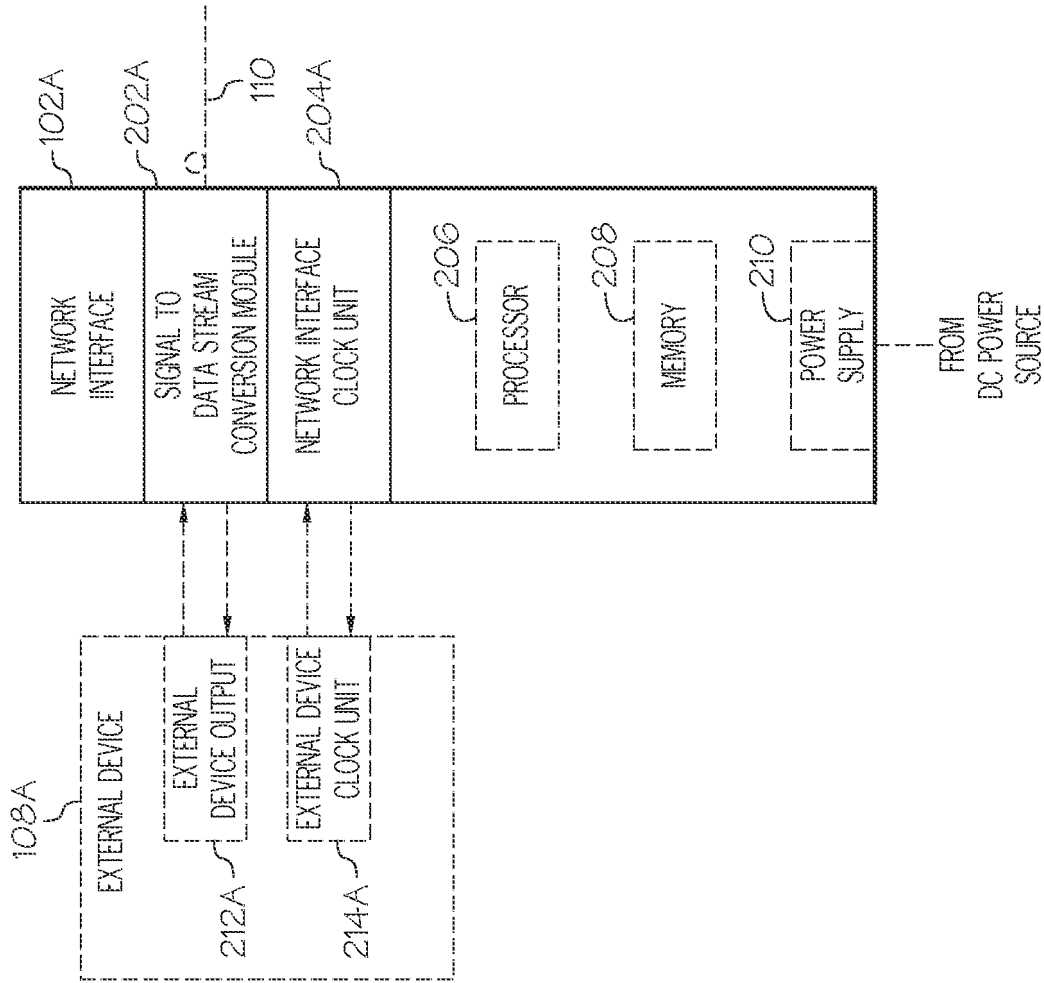 108A
EXTERNAL DEVICE
EXTERNAL
DEVICE OUTPUT
212A
EXTERNAL DEVICE
CLOCK UNIT
214A
NETWORK
INTERFACE
102A
SIGNAL TO
DATA STREAM
CONVERSION MODULE
202A
110
NETWORK INTERFACE
CLOCK UNIT
204A
PROCESSOR
206
MEMORY
208
POWER
SUPPLY
210
FROM
DC POWER
SOURCE